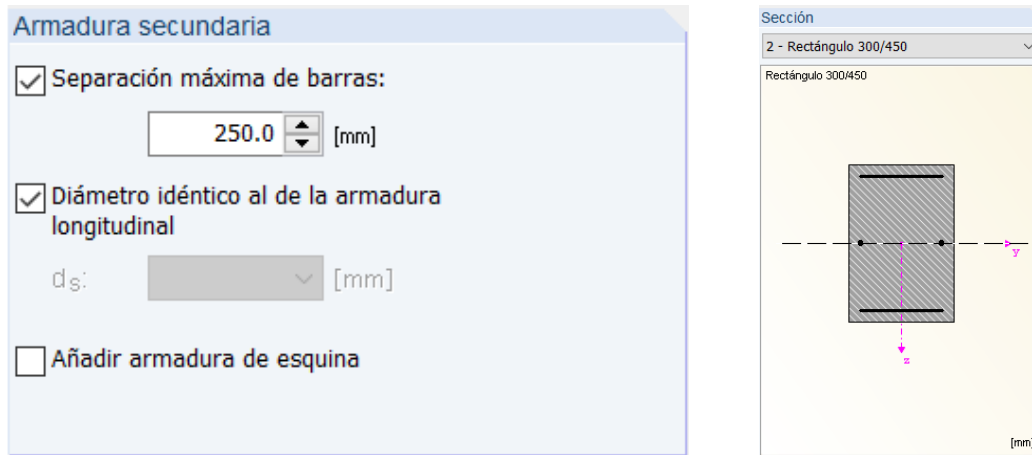 Armadura secundaria
Separación máxima de barras:
250.0 [mm]
Diámetro idéntico al de la armadura
longitudinal
ds: [mm]
Añadir armadura de esquina
Sección
2 - Rectángulo 300/450
Rectángulo 300/450
y
z
[mm]